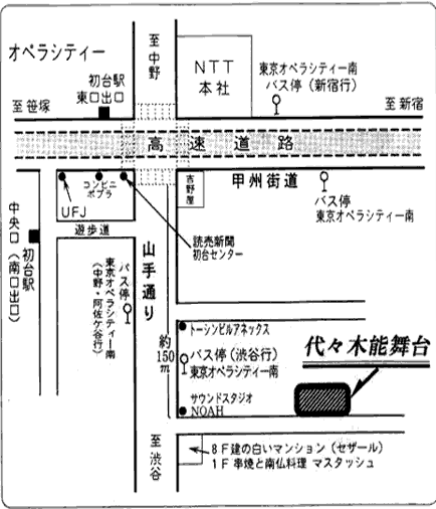 オペラシティー
至中野
NTT
本社
東京オペラシティー南
バス停（新宿行）
初台駅
東口出口
至笹塚
至新宿
高速道路
吉野屋
甲州街道
コンビニ
ポプラ
UFJ
バス停
東京オペラシティー南
遊歩道
読売新聞
初台センター
中央口（南口出口）
初台駅
バス停
東京オペラシティー南
（中野・阿佐ケ谷行）
山手通り
トーシンビルアネックス
約
150
m
バス停（渋谷行）
東京オペラシティー南
代々木能舞台
サウンドスタジオ
NOAH
至渋谷
8F建の白いマンション（セザール）
1F串焼と南仏料理 マスタッシュ